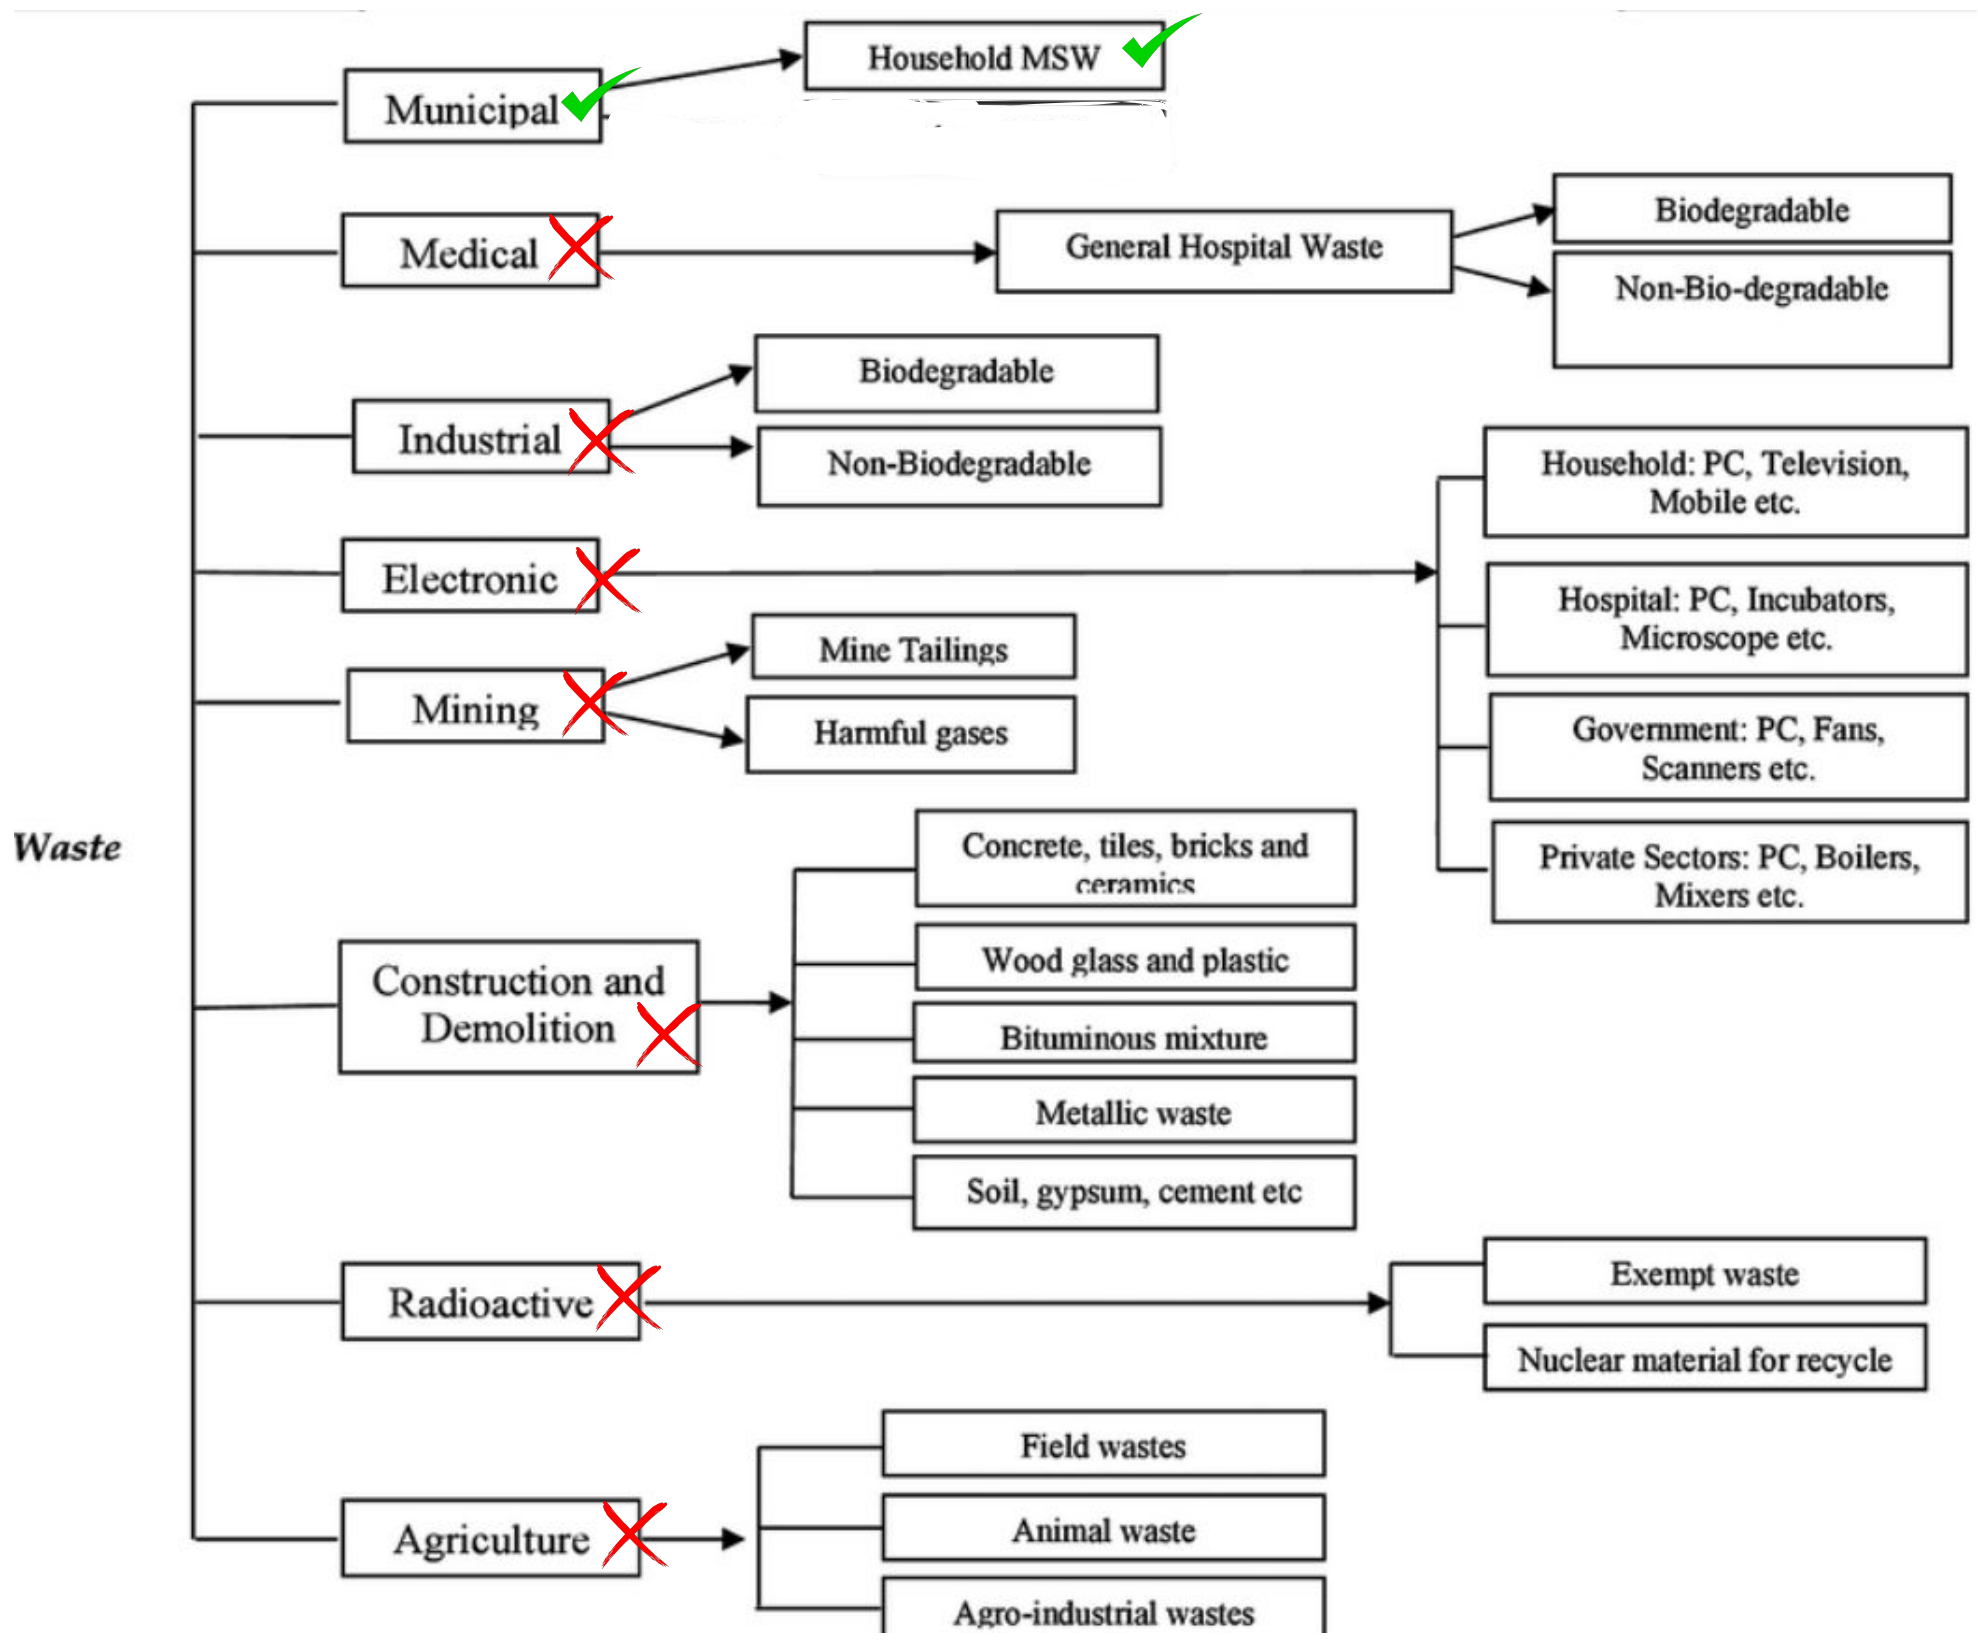 Household MSW
Municipal
Medical
General Hospital Waste
Biodegradable
Non-Bio-degradable
Industrial
Biodegradable
Non-Biodegradable
Electronic
Household: PC, Television,
Mobile etc.
Hospital: PC, Incubators,
Microscope etc.
Government: PC, Fans,
Scanners etc.
Private Sectors: PC, Boilers,
Mixers etc.
Mining
Mine Tailings
Harmful gases
Waste
Construction and
Demolition
Concrete, tiles, bricks and
ceramics
Wood glass and plastic
Bituminous mixture
Metallic waste
Soil, gypsum, cement etc
Radioactive
Exempt waste
Nuclear material for recycle
Agriculture
Field wastes
Animal waste
Agro-industrial wastes